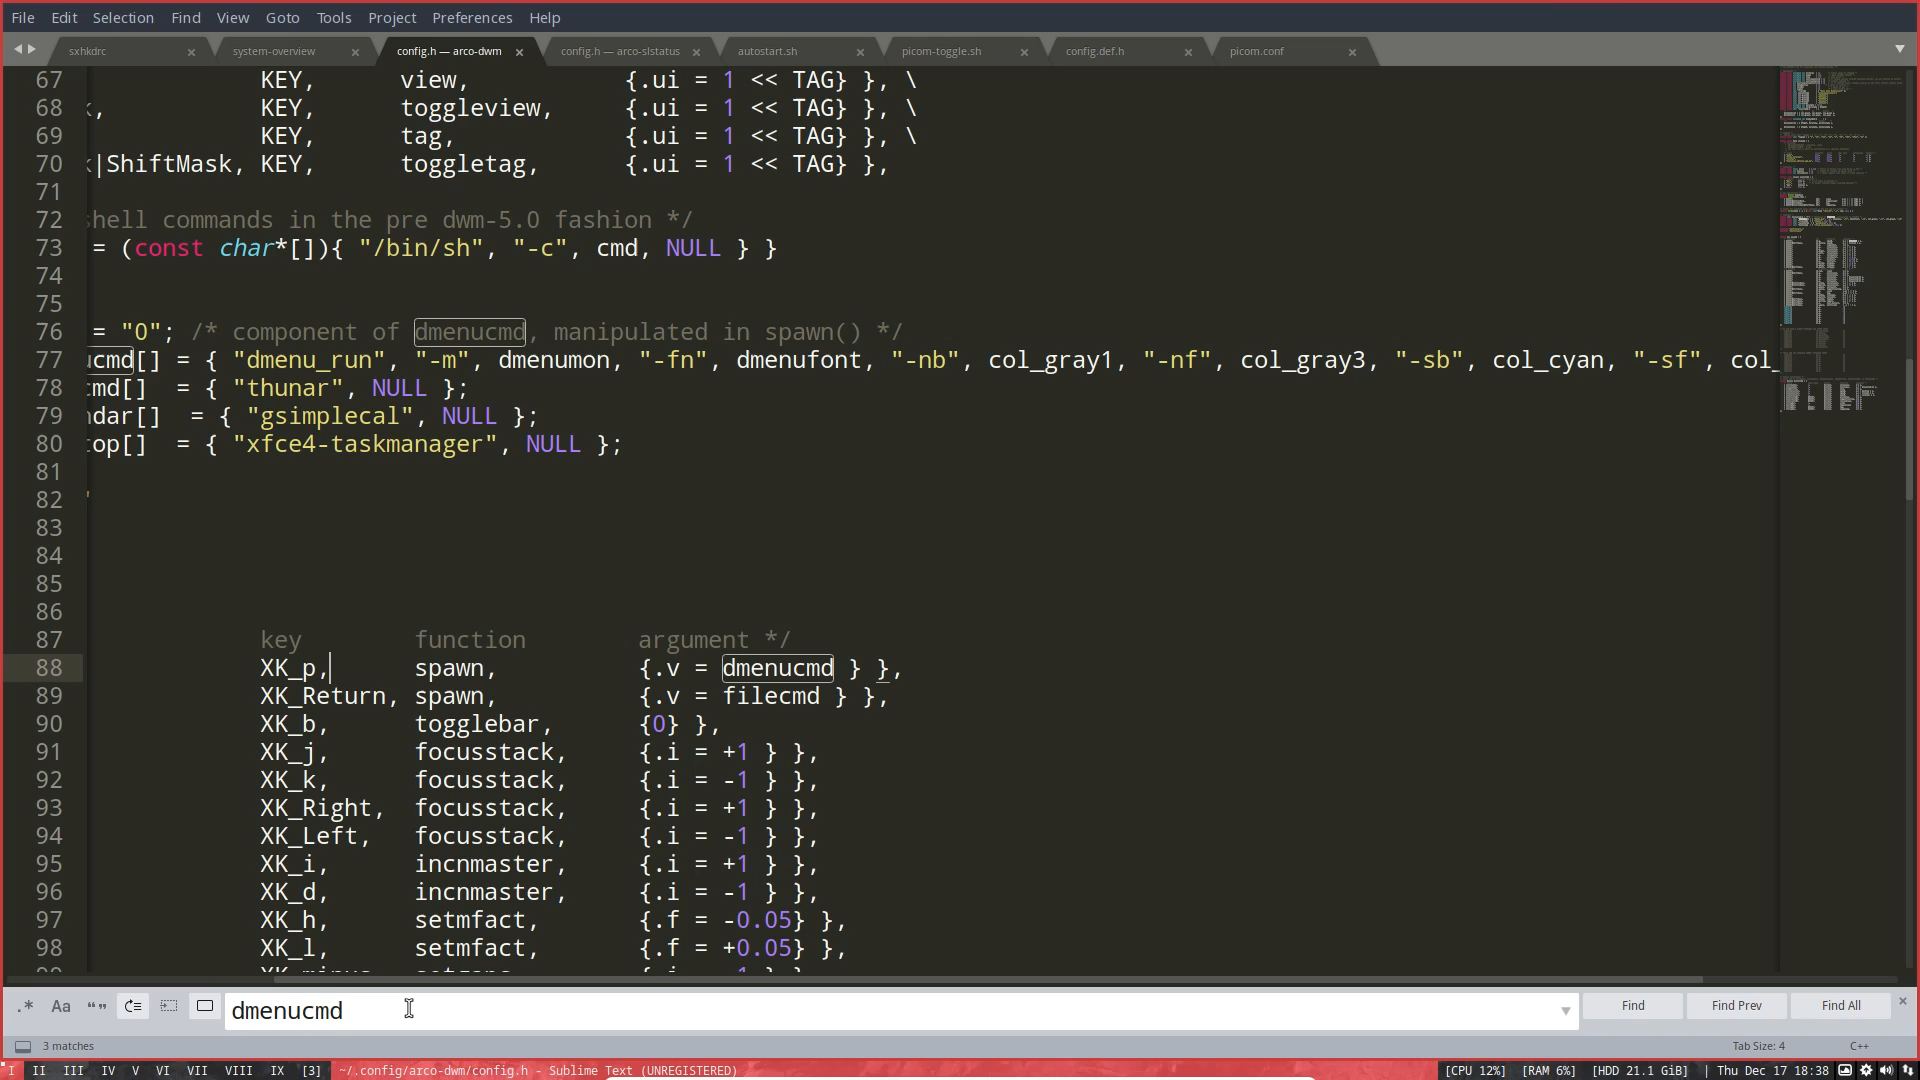 File Edit Selection Find View Goto Tools Project Preferences Help
sxhkdrc × system-overview × config.h — arco-dwm × config.h — arco-slstatus × autostart.sh × picom-toggle.sh × config.def.h × picom.conf ×
67 KEY, view, {.ui = 1 << TAG} }, \
68 k, KEY, toggleview, {.ui = 1 << TAG} }, \
69 KEY, tag, {.ui = 1 << TAG} }, \
70 k|ShiftMask, KEY, toggletag, {.ui = 1 << TAG} },
71
72 shell commands in the pre dwm-5.0 fashion */
73 = (const char*[]){ "/bin/sh", "-c", cmd, NULL } }
74
75
76 = "0"; /* component of dmenucmd, manipulated in spawn() */
77 ucmd[] = { "dmenu_run", "-m", dmenumon, "-fn", dmenufont, "-nb", col_gray1, "-nf", col_gray3, "-sb", col_cyan, "-sf", col_
78 cmd[] = { "thunar", NULL };
79 ndar[] = { "gsimplecal", NULL };
80 top[] = { "xfce4-taskmanager", NULL };
81
82 "
83
84
85
86
87 key function argument */
88 XK_p, spawn, {.v = dmenucmd } },
89 XK_Return, spawn, {.v = filecmd } },
90 XK_b, togglebar, {0} },
91 XK_j, focusstack, {.i = +1 } },
92 XK_k, focusstack, {.i = -1 } },
93 XK_Right, focusstack, {.i = +1 } },
94 XK_Left, focusstack, {.i = -1 } },
95 XK_i, incnmaster, {.i = +1 } },
96 XK_d, incnmaster, {.i = -1 } },
97 XK_h, setmfact, {.f = -0.05} },
98 XK_l, setmfact, {.f = +0.05} },
.* Aa “” dmenucmd Find Find Prev Find All ×
3 matches Tab Size: 4 C++
I II III IV V VI VII VIII IX [3] ~/.config/arco-dwm/config.h - Sublime Text (UNREGISTERED) [CPU 12%] [RAM 6%] [HDD 21.1 GiB] | Thu Dec 17 18:38